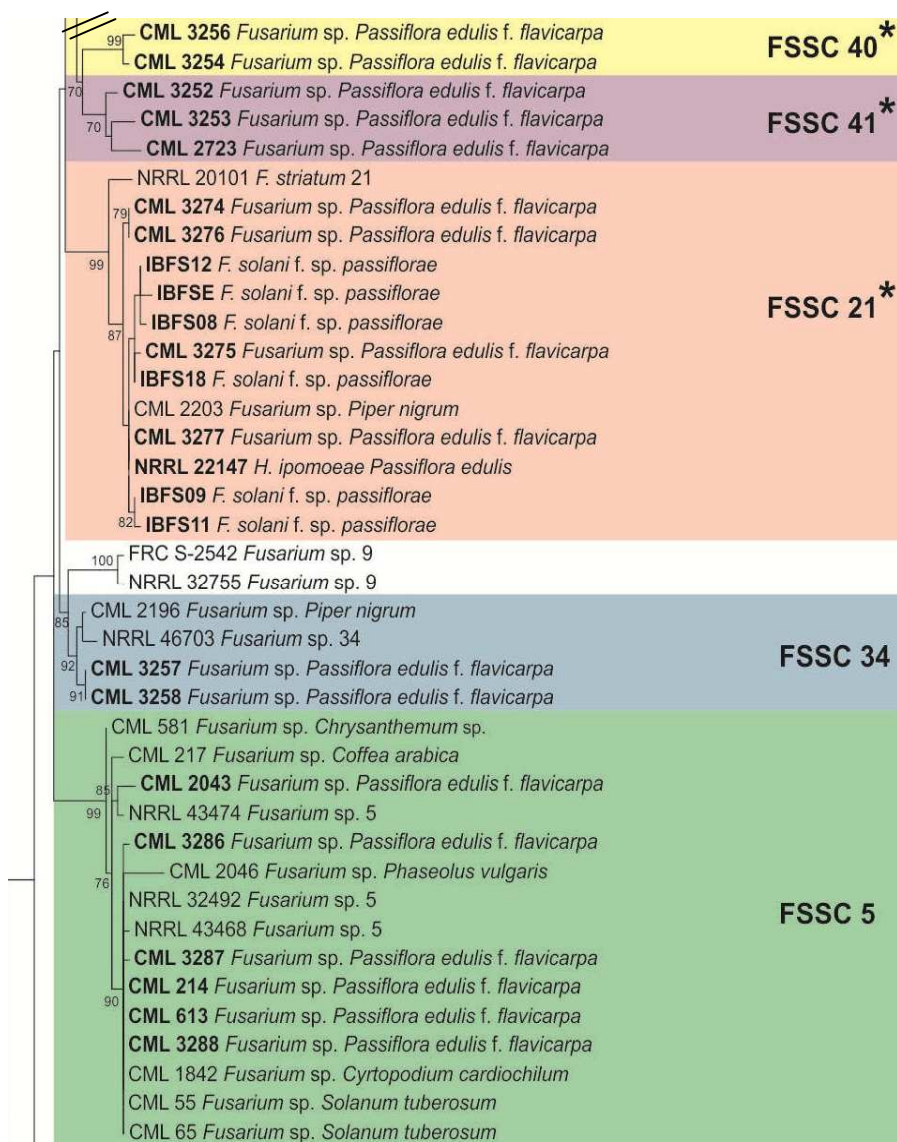 99 CML 3256 Fusarium sp. Passiflora edulis f. flavicarpa
CML 3254 Fusarium sp. Passiflora edulis f. flavicarpa
FSSC 40*
70
CML 3252 Fusarium sp. Passiflora edulis f. flavicarpa
70 CML 3253 Fusarium sp. Passiflora edulis f. flavicarpa
CML 2723 Fusarium sp. Passiflora edulis f. flavicarpa
FSSC 41*
NRRL 20101 F. striatum 21
79 CML 3274 Fusarium sp. Passiflora edulis f. flavicarpa
CML 3276 Fusarium sp. Passiflora edulis f. flavicarpa
99
IBFS12 F. solani f. sp. passiflorae
IBFSE F. solani f. sp. passiflorae
IBFS08 F. solani f. sp. passiflorae
87
CML 3275 Fusarium sp. Passiflora edulis f. flavicarpa
IBFS18 F. solani f. sp. passiflorae
CML 2203 Fusarium sp. Piper nigrum
CML 3277 Fusarium sp. Passiflora edulis f. flavicarpa
NRRL 22147 H. ipomoeae Passiflora edulis
IBFS09 F. solani f. sp. passiflorae
82 IBFS11 F. solani f. sp. passiflorae
FSSC 21*
100 FRC S-2542 Fusarium sp. 9
NRRL 32755 Fusarium sp. 9
85
CML 2196 Fusarium sp. Piper nigrum
NRRL 46703 Fusarium sp. 34
92 CML 3257 Fusarium sp. Passiflora edulis f. flavicarpa
91 CML 3258 Fusarium sp. Passiflora edulis f. flavicarpa
FSSC 34
CML 581 Fusarium sp. Chrysanthemum sp.
CML 217 Fusarium sp. Coffea arabica
85 CML 2043 Fusarium sp. Passiflora edulis f. flavicarpa
99 NRRL 43474 Fusarium sp. 5
CML 3286 Fusarium sp. Passiflora edulis f. flavicarpa
76 CML 2046 Fusarium sp. Phaseolus vulgaris
NRRL 32492 Fusarium sp. 5
NRRL 43468 Fusarium sp. 5
CML 3287 Fusarium sp. Passiflora edulis f. flavicarpa
90 CML 214 Fusarium sp. Passiflora edulis f. flavicarpa
CML 613 Fusarium sp. Passiflora edulis f. flavicarpa
CML 3288 Fusarium sp. Passiflora edulis f. flavicarpa
CML 1842 Fusarium sp. Cyrtopodium cardiochilum
CML 55 Fusarium sp. Solanum tuberosum
CML 65 Fusarium sp. Solanum tuberosum
FSSC 5